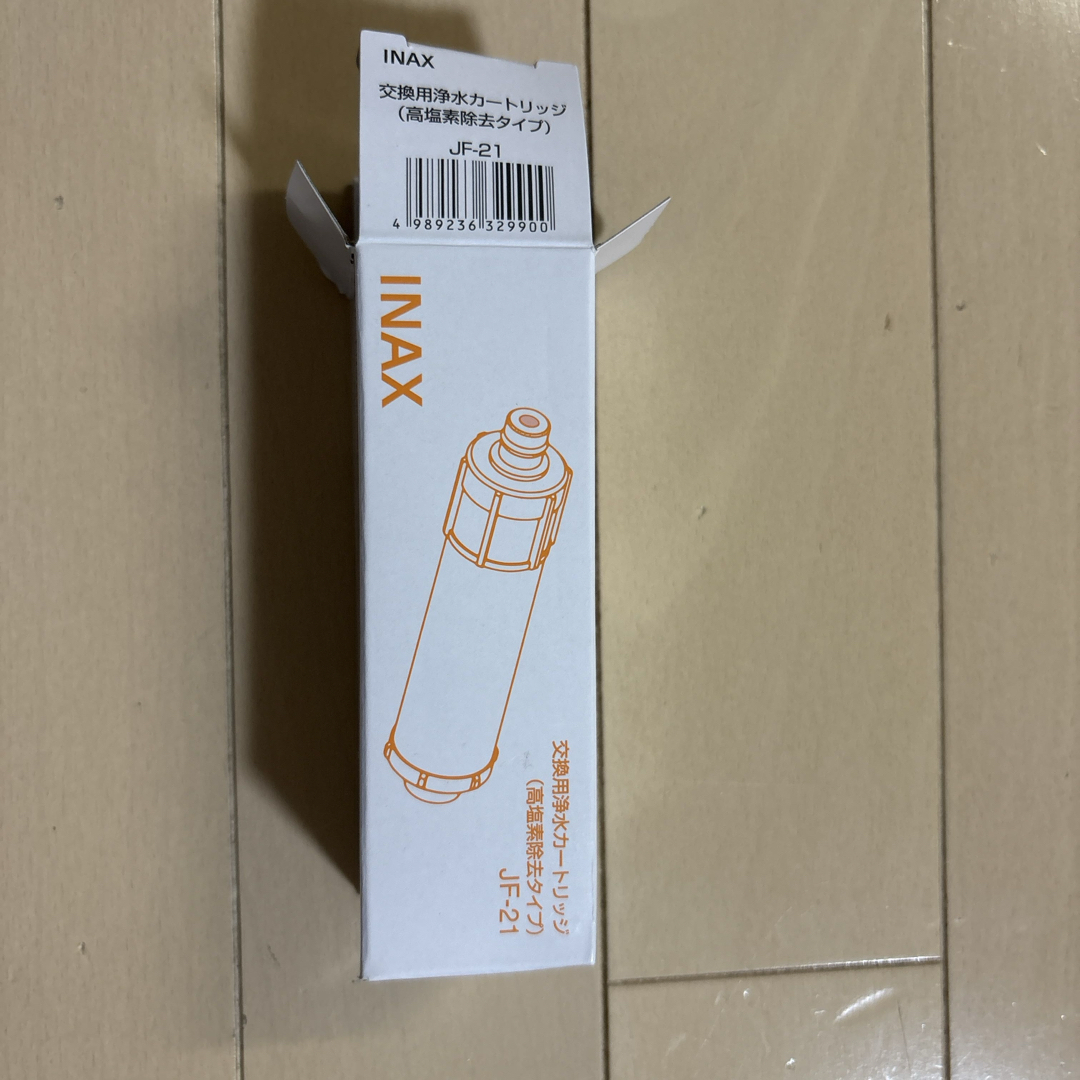 INAX
交換用浄水カートリッジ
(高塩素除去タイプ)
JF-21
4 989236 329900
INAX
交換用浄水カートリッジ
(高塩素除去タイプ)
JF-21